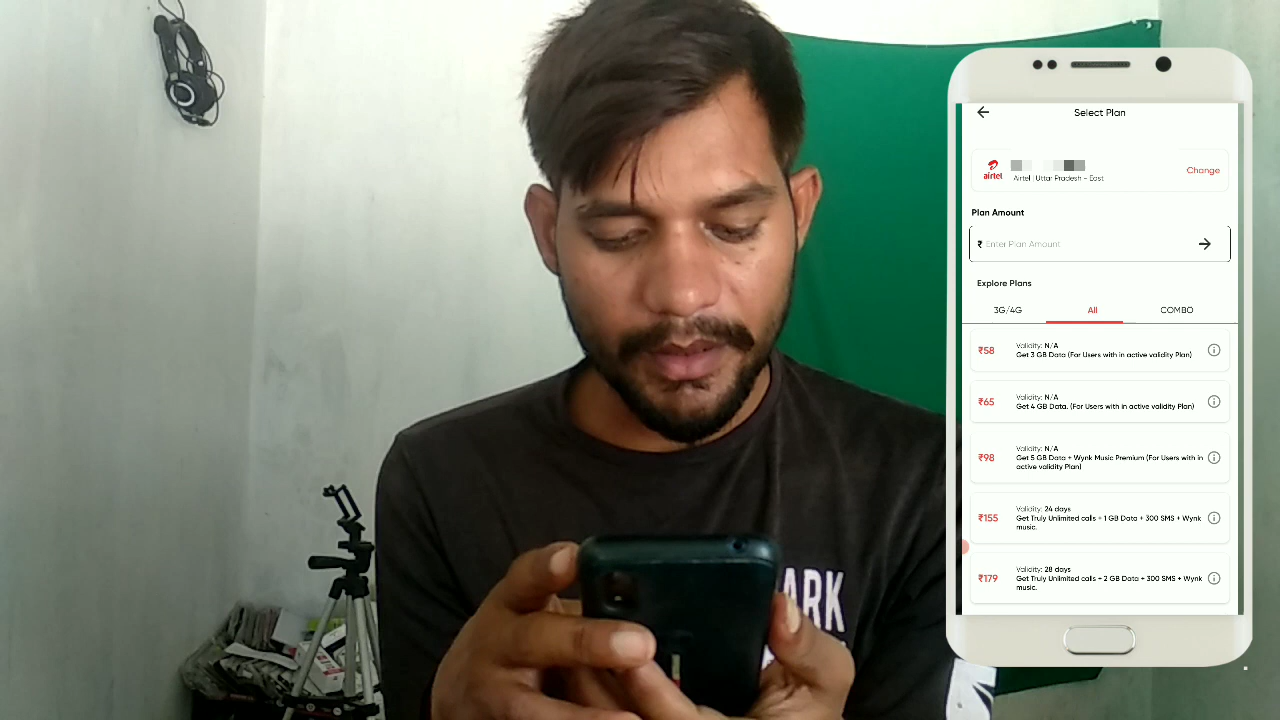 Select Plan
airtel
Airtel | Uttar Pradesh - East
Change
Plan Amount
₹ Enter Plan Amount
Explore Plans
3G/4G
All
COMBO
₹58
Validity: N/A
Get 3 GB Data (For Users with in active validity Plan)
₹65
Validity: N/A
Get 4 GB Data. (For Users with in active validity Plan)
₹98
Validity: N/A
Get 5 GB Data + Wynk Music Premium (For Users with in
active validity Plan)
₹155
Validity: 24 days
Get Truly Unlimited calls + 1 GB Data + 300 SMS + Wynk
music.
₹179
Validity: 28 days
Get Truly Unlimited calls + 2 GB Data + 300 SMS + Wynk
music.
ARK